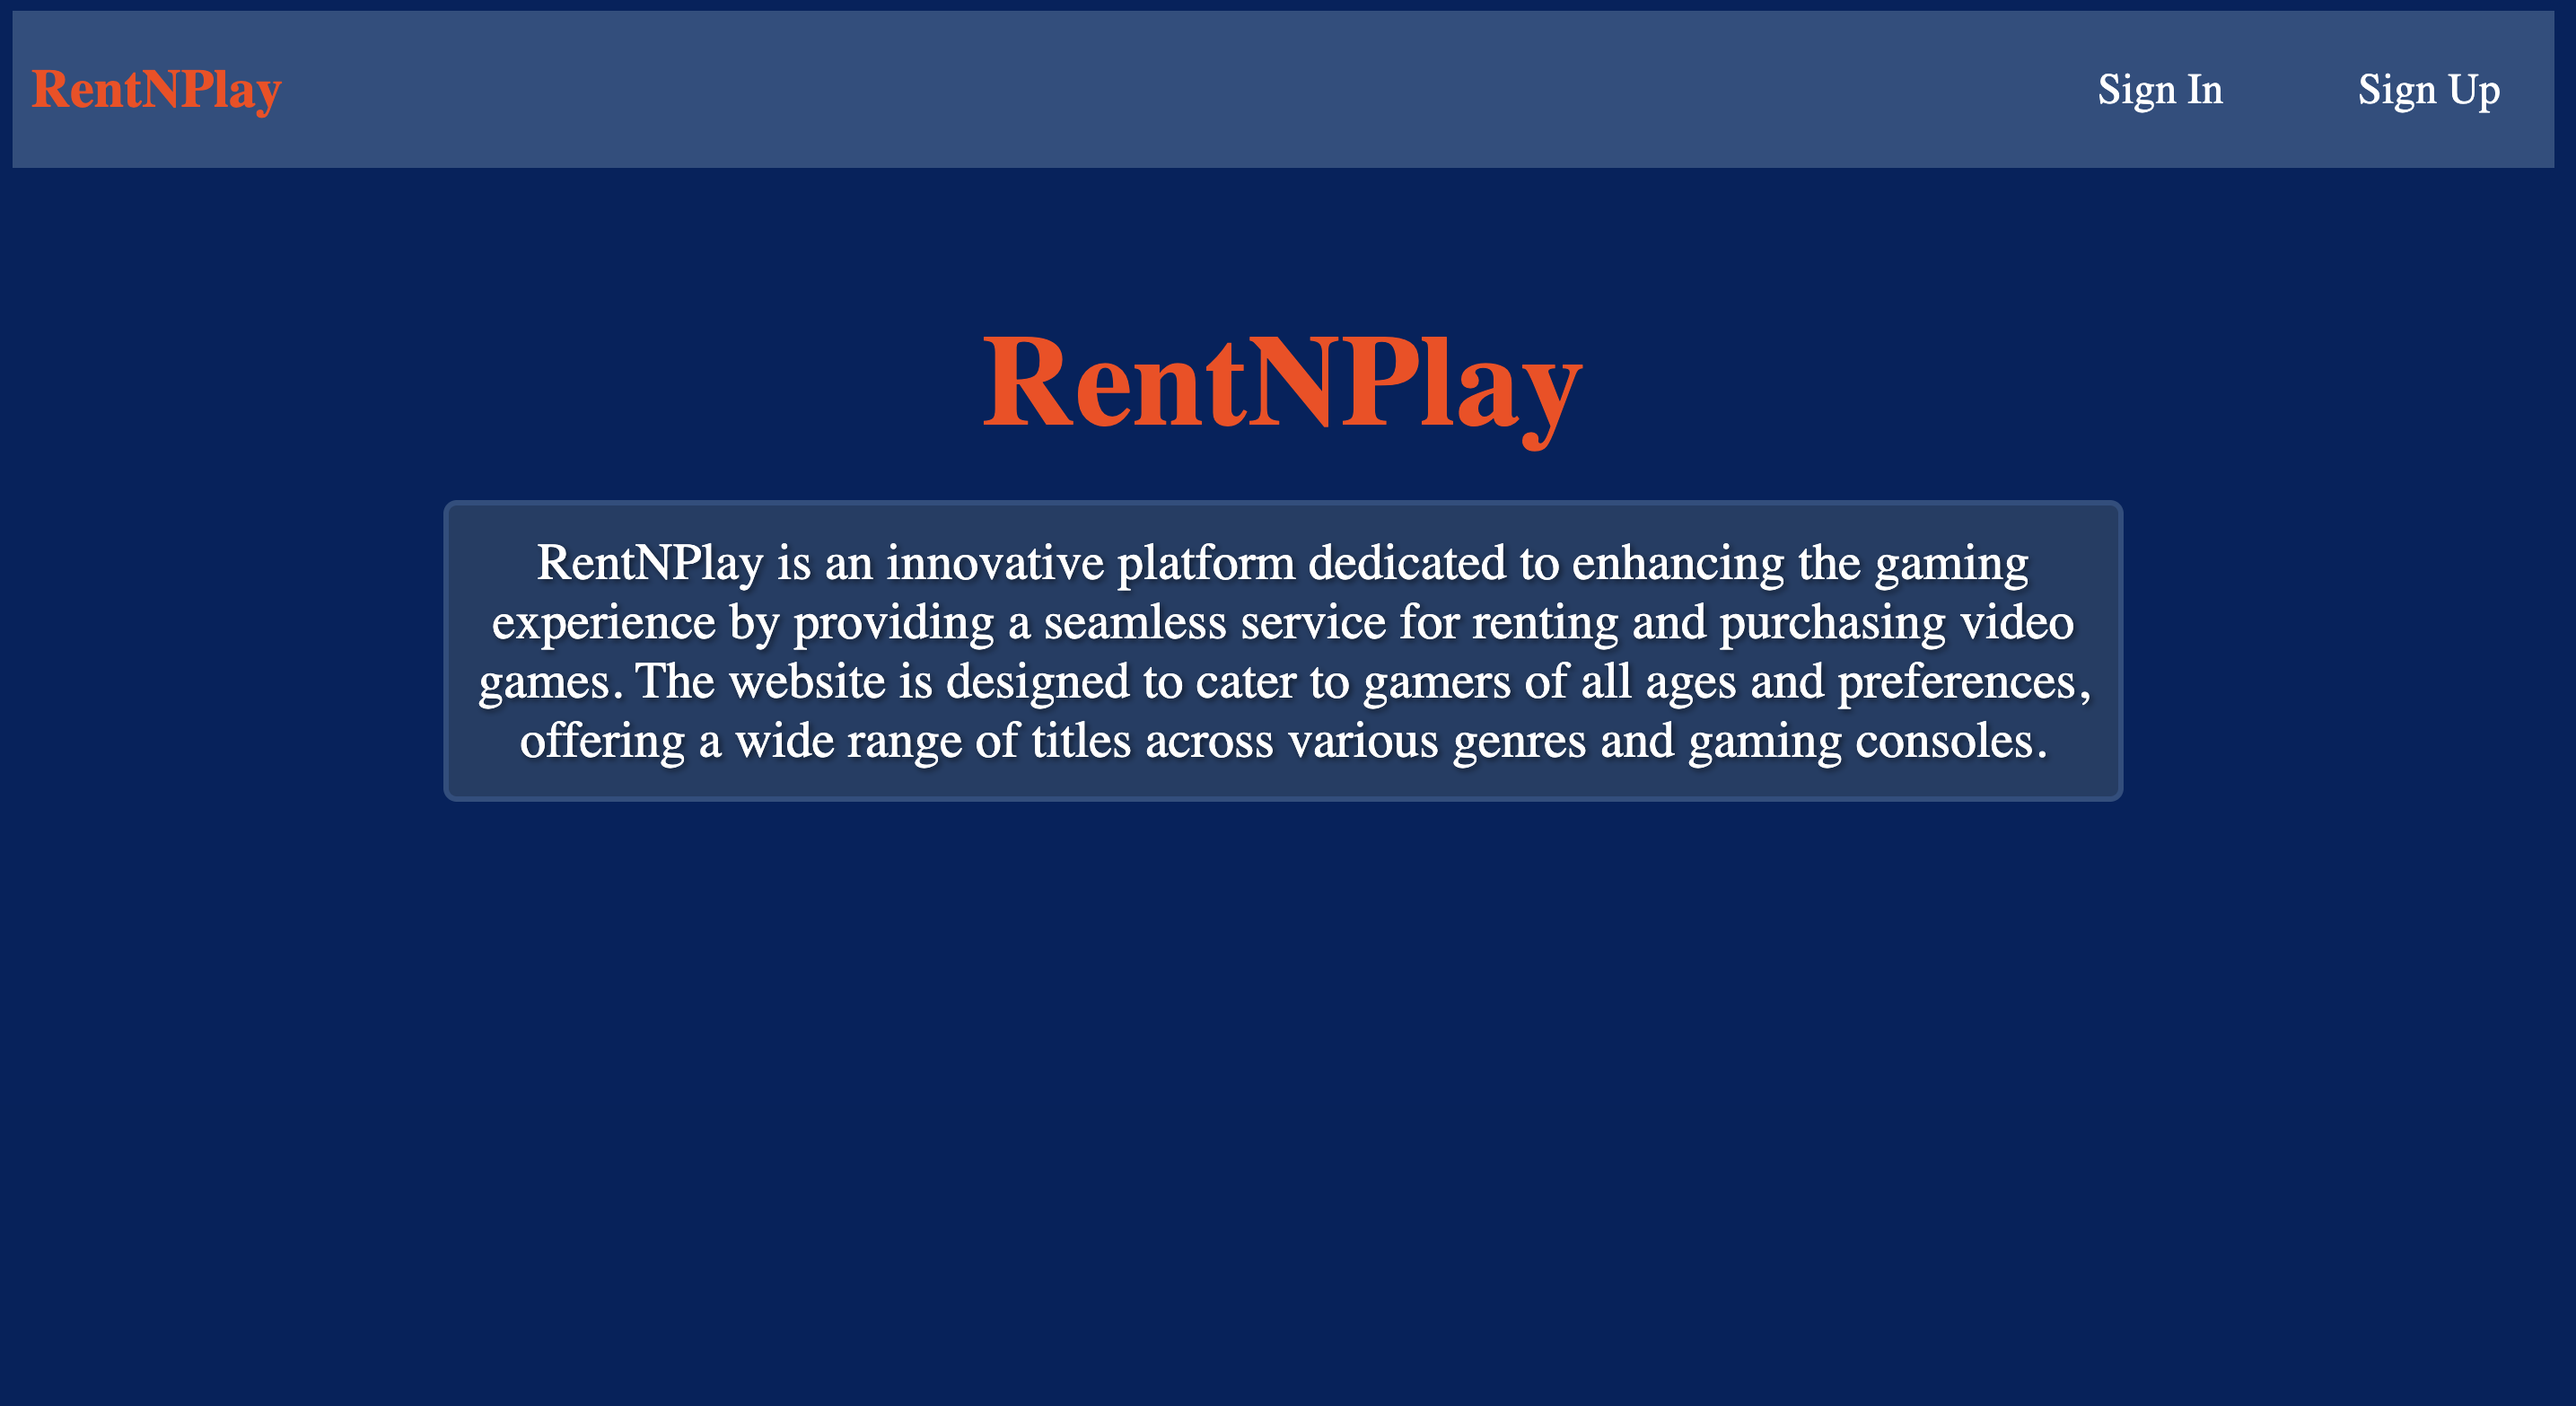 RentNPlay
Sign In
Sign Up
RentNPlay
RentNPlay is an innovative platform dedicated to enhancing the gaming
experience by providing a seamless service for renting and purchasing video
games. The website is designed to cater to gamers of all ages and preferences,
offering a wide range of titles across various genres and gaming consoles.